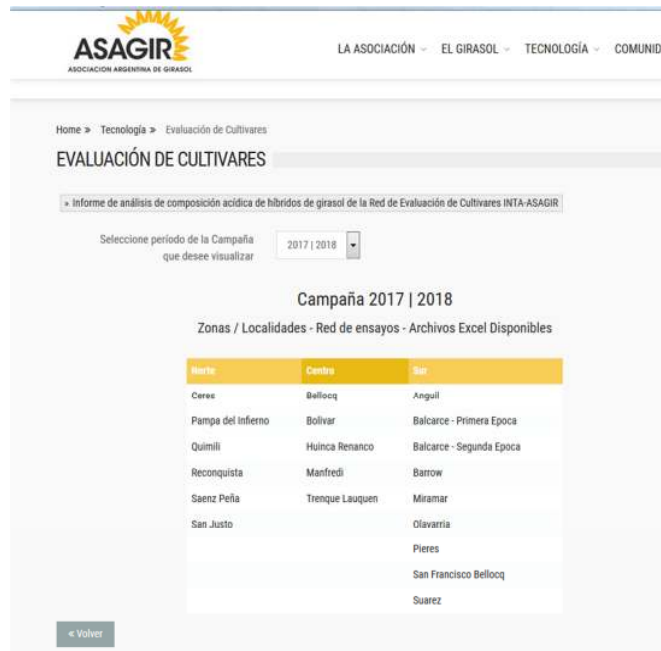 ASAGIR
ASOCIACION ARGENTINA DE GIRASOL
LA ASOCIACIÓN EL GIRASOL TECNOLOGÍA COMUNID
Home » Tecnología » Evaluación de Cultivares
EVALUACIÓN DE CULTIVARES
» Informe de análisis de composición acídica de híbridos de girasol de la Red de Evaluación de Cultivares INTA-ASAGIR
Seleccione período de la Campaña 2017 | 2018
que desee visualizar
Campaña 2017 | 2018
Zonas / Localidades - Red de ensayos - Archivos Excel Disponibles
Norte Centro Sur
Ceres Bellocq Anguil
Pampa del Infierno Bolivar Balcarce - Primera Epoca
Quimili Huinca Renanco Balcarce - Segunda Epoca
Reconquista Manfredi Barrow
Saenz Peña Trenque Lauquen Miramar
San Justo Olavarria
Pieres
San Francisco Bellocq
Suarez
« Volver